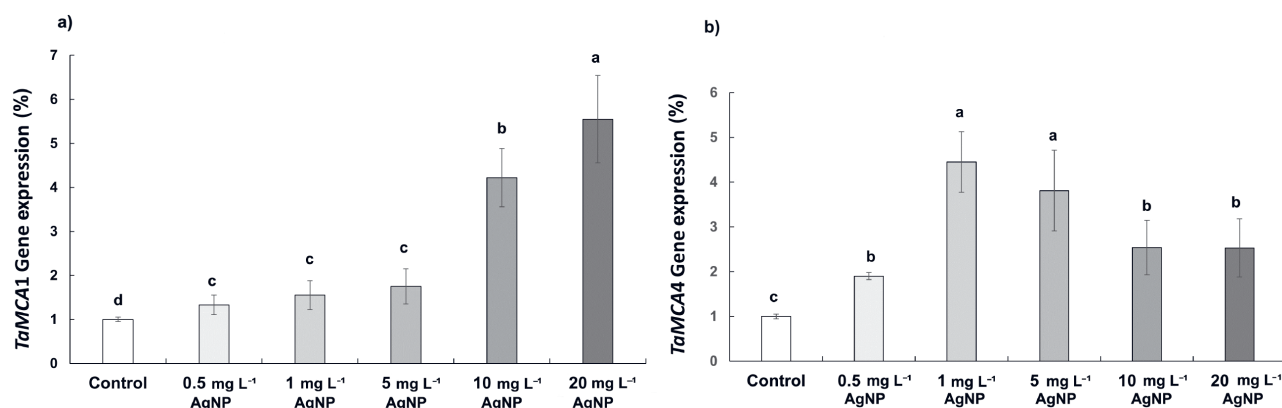 a)
TaMCA1 Gene expression (%)
7
6
5
4
3
2
1
0
d
c
c
c
b
a
Control
0.5 mg L⁻¹
AgNP
1 mg L⁻¹
AgNP
5 mg L⁻¹
AgNP
10 mg L⁻¹
AgNP
20 mg L⁻¹
AgNP
b)
TaMCA4 Gene expression (%)
6
5
4
3
2
1
0
c
b
a
a
b
b
Control
0.5 mg L⁻¹
AgNP
1 mg L⁻¹
AgNP
5 mg L⁻¹
AgNP
10 mg L⁻¹
AgNP
20 mg L⁻¹
AgNP